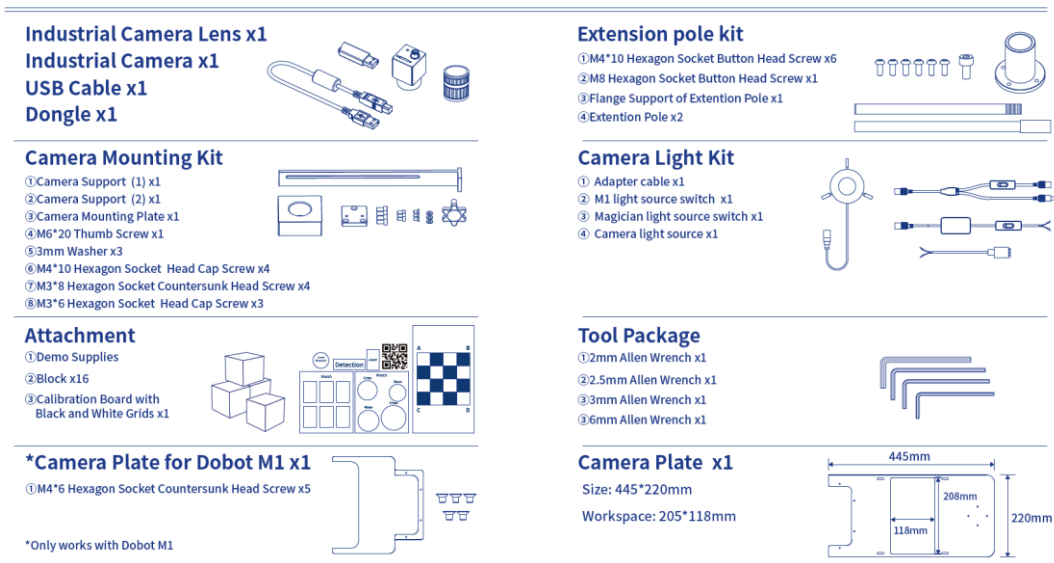 Industrial Camera Lens x1
Industrial Camera x1
USB Cable x1
Dongle x1
Extension pole kit
①M4*10 Hexagon Socket Button Head Screw x6
②M8 Hexagon Socket Button Head Screw x1
③Flange Support of Extention Pole x1
④Extention Pole x2
Camera Mounting Kit
①Camera Support (1) x1
②Camera Support (2) x1
③Camera Mounting Plate x1
④M6*20 Thumb Screw x1
⑤3mm Washer x3
⑥M4*10 Hexagon Socket Head Cap Screw x4
⑦M3*8 Hexagon Socket Countersunk Head Screw x4
⑧M3*6 Hexagon Socket Head Cap Screw x3
Camera Light Kit
① Adapter cable x1
② M1 light source switch x1
③ Magician light source switch x1
④ Camera light source x1
Attachment
①Demo Supplies
②Block x16
③Calibration Board with
Black and White Grids x1
Detection
Match
Match
A B
C D
Tool Package
①2mm Allen Wrench x1
②2.5mm Allen Wrench x1
③3mm Allen Wrench x1
③6mm Allen Wrench x1
*Camera Plate for Dobot M1 x1
①M4*6 Hexagon Socket Countersunk Head Screw x5
*Only works with Dobot M1
Camera Plate x1
Size: 445*220mm
Workspace: 205*118mm
445mm
208mm
118mm
220mm